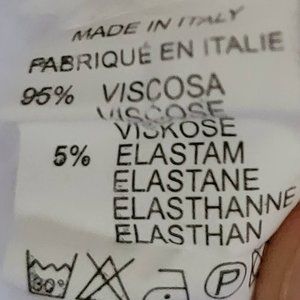 MADE IN ITALY
FABRIQUÉ EN ITALIE
95% VISCOSA
VISCOSE
VISKOSE
5% ELASTAM
ELASTANE
ELASTHANNE
ELASTHAN
30° P